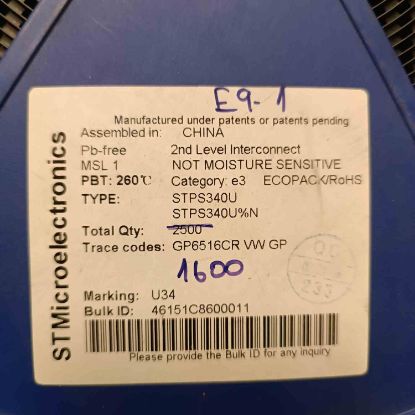 E9-1
Manufactured under patents or patents pending
STMicroelectronics
Assembled in: CHINA
Pb-free 2nd Level Interconnect
MSL 1 NOT MOISTURE SENSITIVE
PBT: 260℃ Category: e3 ECOPACK/RoHS
TYPE: STPS340U
STPS340U%N
Total Qty: 2500
Trace codes: GP6516CR VW GP
1600
QC
233
Marking: U34
Bulk ID: 46151C8600011
Please provide the Bulk ID for any inquiry